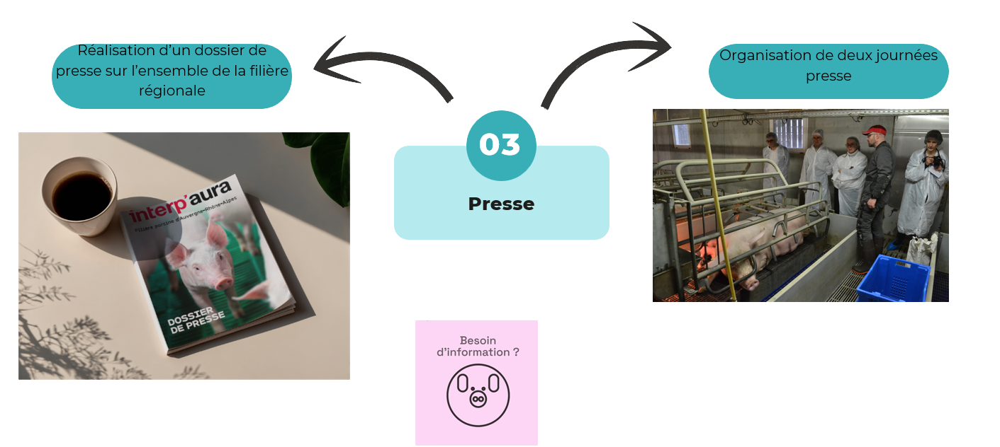 Réalisation d’un dossier de
presse sur l’ensemble de la filière
régionale
Organisation de deux journées
presse
03
Presse
interp'aura
Filière porcine d'Auvergne-Rhône-Alpes
DOSSIER
DE PRESSE
Besoin
d'information ?